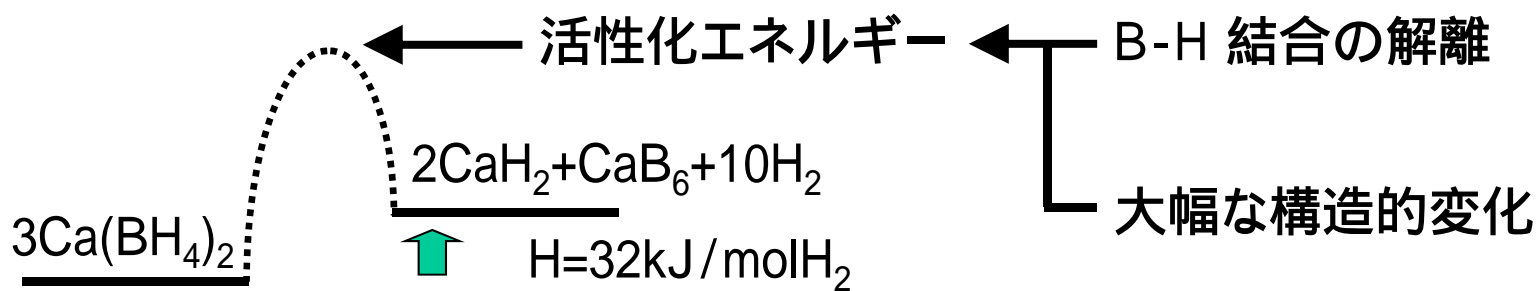 活性化エネルギー
B-H 結合の解離
2CaH₂+CaB₆+10H₂
大幅な構造的変化
3Ca(BH₄)₂
H=32kJ/molH₂